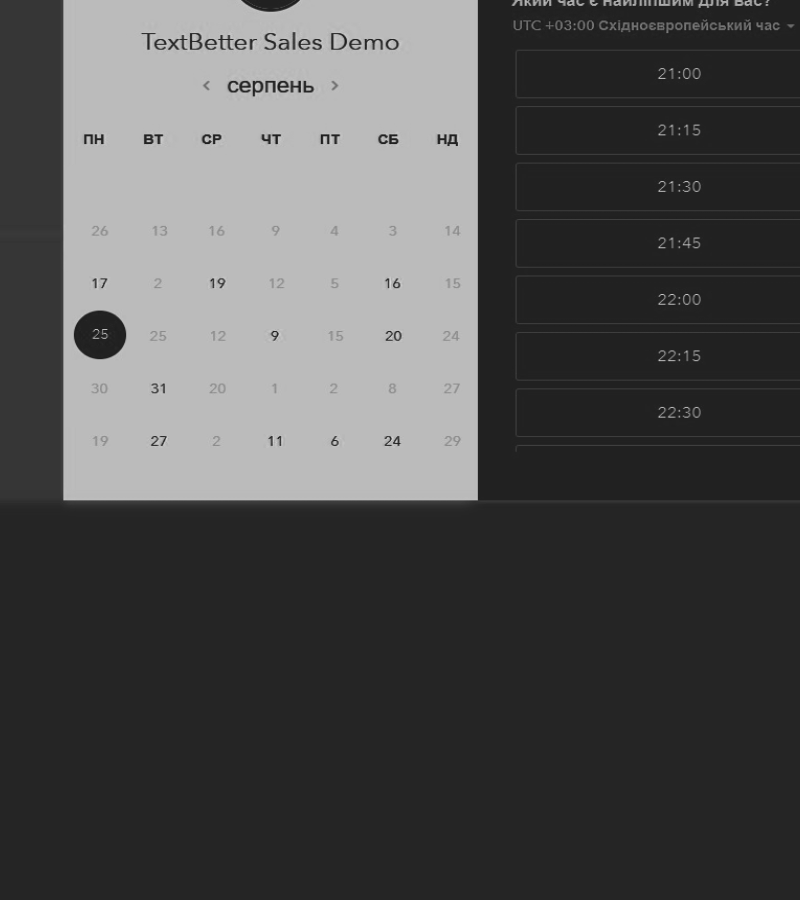 TextBetter Sales Demo
серпень
ПН ВТ СР ЧТ ПТ СБ НД
26 13 16 9 4 3 14
17 2 19 12 5 16 15
25 25 12 9 15 20 24
30 31 20 1 2 8 27
19 27 2 11 6 24 29
Який час є найліпшим для вас?
UTC +03:00 Східноєвропейський час
21:00
21:15
21:30
21:45
22:00
22:15
22:30